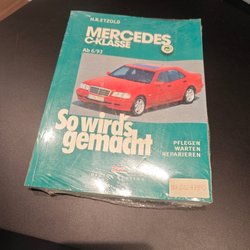 H.R. ETZOLD
MERCEDES
C-KLASSE
Ab 6/93
So wird's
gemacht
PFLEGEN
WARTEN
REPARIEREN